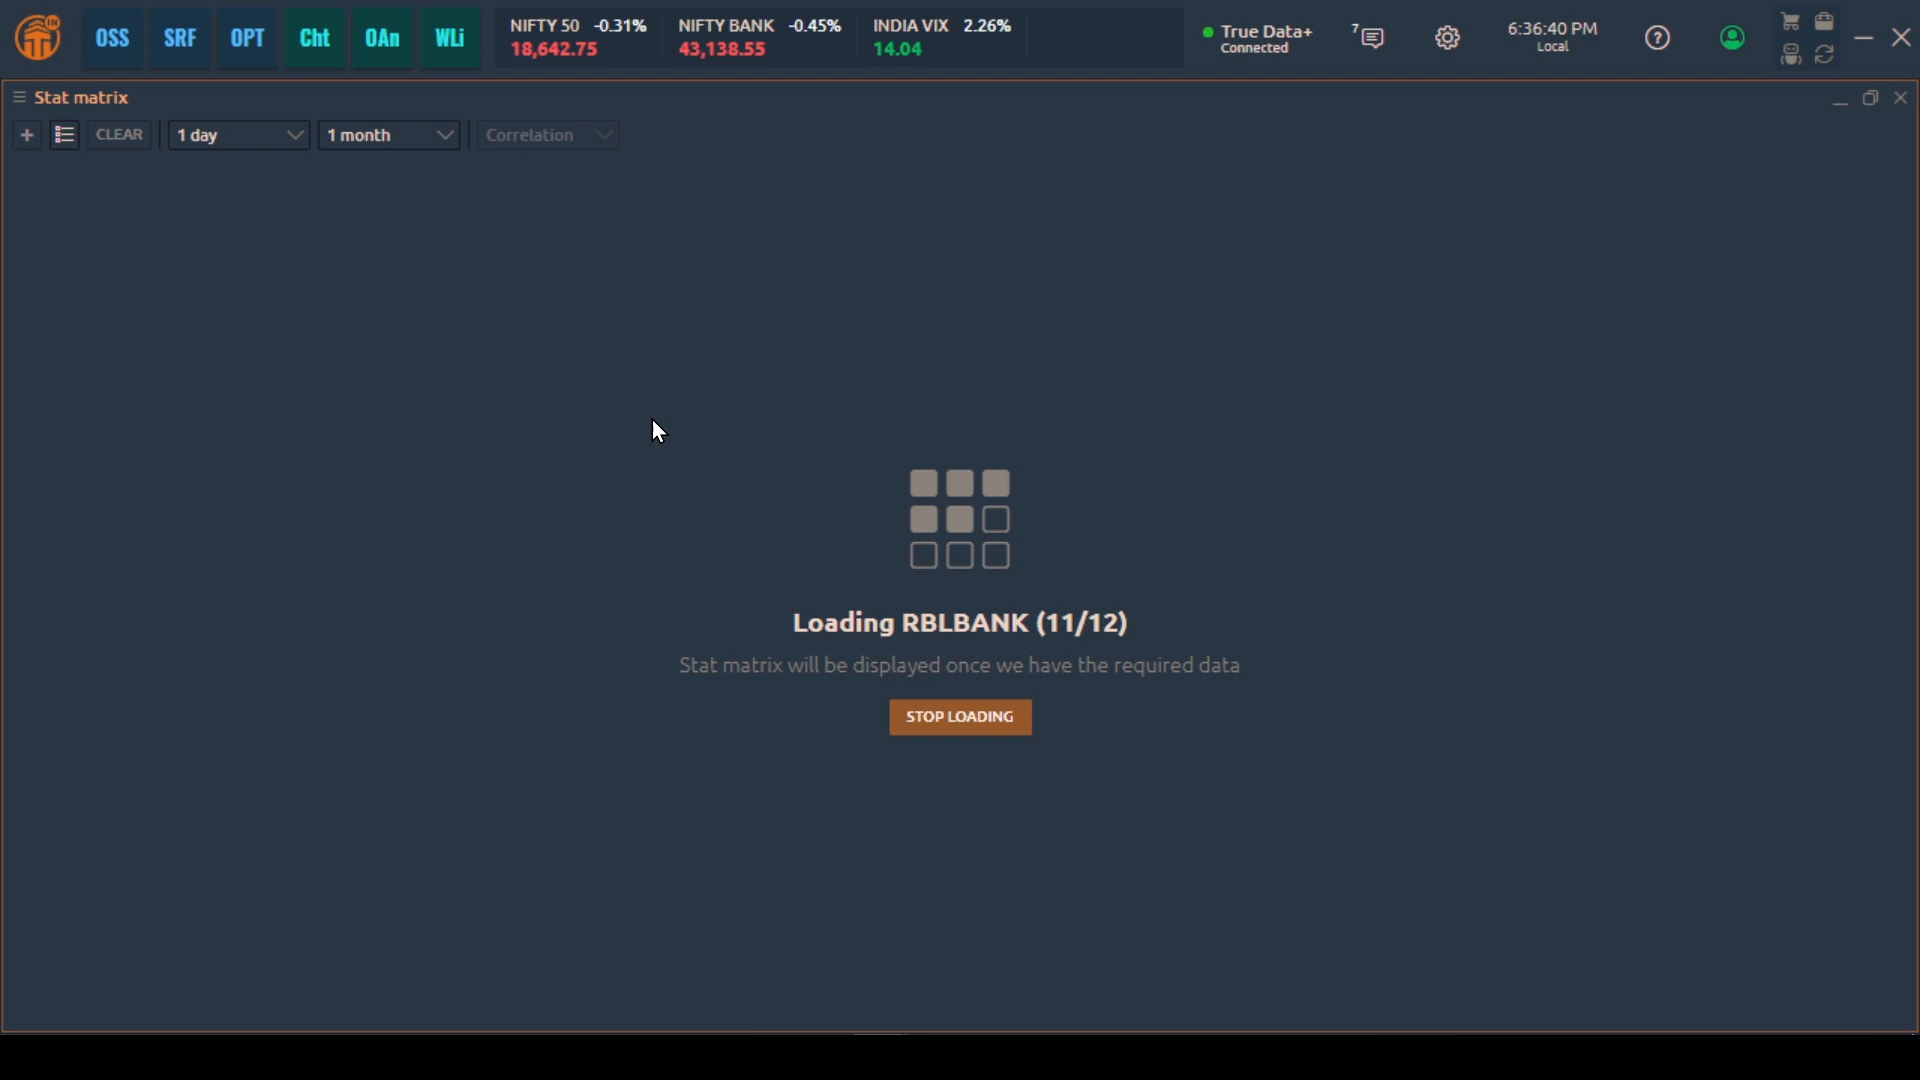 OSS SRF OPT Cht OAn WLi
NIFTY 50 -0.31%
18,642.75
NIFTY BANK -0.45%
43,138.55
INDIA VIX 2.26%
14.04
True Data+
Connected
7
6:36:40 PM
Local
IN
Stat matrix
+ CLEAR 1 day 1 month Correlation
Loading RBLBANK (11/12)
Stat matrix will be displayed once we have the required data
STOP LOADING